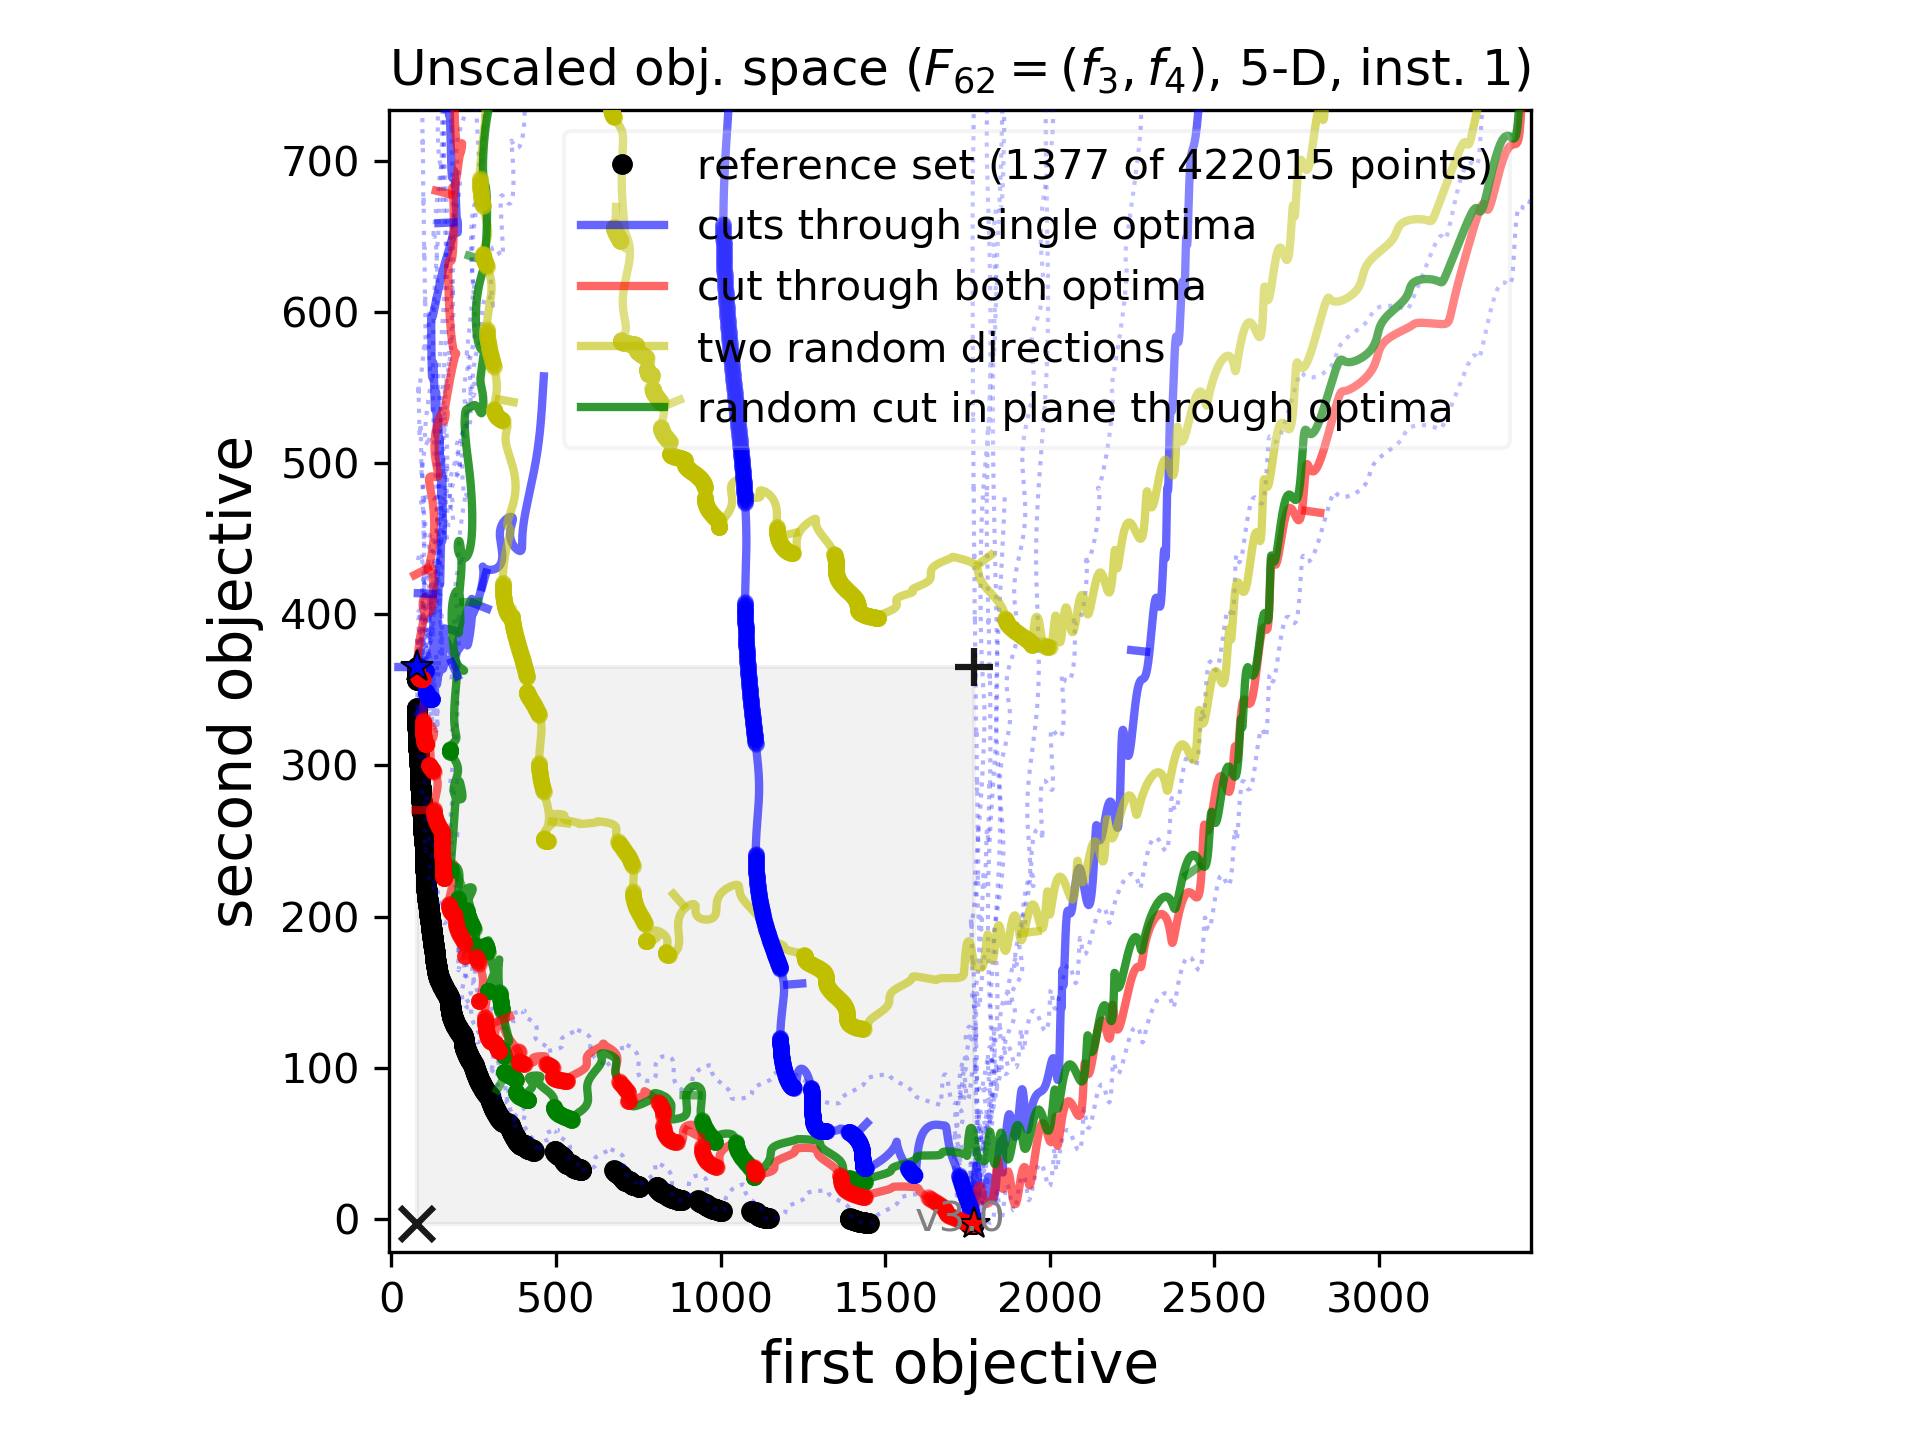 Unscaled obj. space (F₆₂ = (f₃, f₄), 5-D, inst. 1)
reference set (1377 of 422015 points)
cuts through single optima
cut through both optima
two random directions
random cut in plane through optima
700
600
500
400
300
200
100
0
second objective
v3.0
0 500 1000 1500 2000 2500 3000
first objective